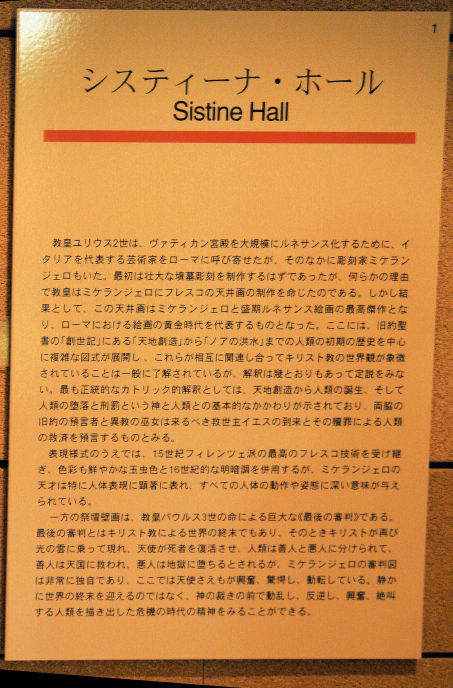 1
システィーナ・ホール
Sistine Hall
教皇ユリウス2世は、ヴァティカン宮殿を大規模にルネサンス化するために、イ
タリアを代表する芸術家をローマに呼び寄せたが、そのなかに彫刻家ミケラン
ジェロもいた。最初は壮大な墳墓彫刻を制作するはずであったが、何らかの理由
で教皇はミケランジェロにフレスコの天井画の制作を命じたのである。しかし結
果として、この天井画はミケランジェロと盛期ルネサンス絵画の最高傑作とな
り、ローマにおける絵画の黄金時代を代表するものとなった。ここには、旧約聖
書の「創世記」にある「天地創造」から「ノアの洪水」までの人類の初期の歴史を中心
に複雑な図式が展開し、これらが相互に関連し合ってキリスト教の世界観が象徴
されていることは一般に了解されているが、解釈は幾とおりもあって定説をみな
い。最も正統的なカトリック的解釈としては、天地創造から人類の誕生、そして
人類の堕落と刑罰という神と人類との基本的なかかわりが示されており、両脇の
旧約の預言者と異教の巫女は来るべき救世主イエスの到来とその贖罪による人類
の救済を預言するものとみる。
表現様式のうえでは、15世紀フィレンツェ派の最高のフレスコ技術を受け継
ぎ、色彩も鮮やかな玉虫色と16世紀的な明暗調を併用するが、ミケランジェロの
天才は特に人体表現に顕著に表れ、すべての人体の動作や姿態に深い意味が与え
られている。
一方の祭壇壁画は、教皇パウルス3世の命による巨大な《最後の審判》である。
最後の審判とはキリスト教による世界の終末でもあり、そのときキリストが再び
光の雲に乗って現れ、天使が死者を復活させ、人類は善人と悪人に分けられて、
善人は天国に救われ、悪人は地獄に堕ちるとされるが、ミケランジェロの審判図
は非常に独自であり、ここでは天使さえもが興奮、驚愕し、動転している。静か
に世界の終末を迎えるのではなく、神の裁きの前で動乱し、反逆し、興奮、絶叫
する人類を描き出した危機の時代の精神をみることができる。